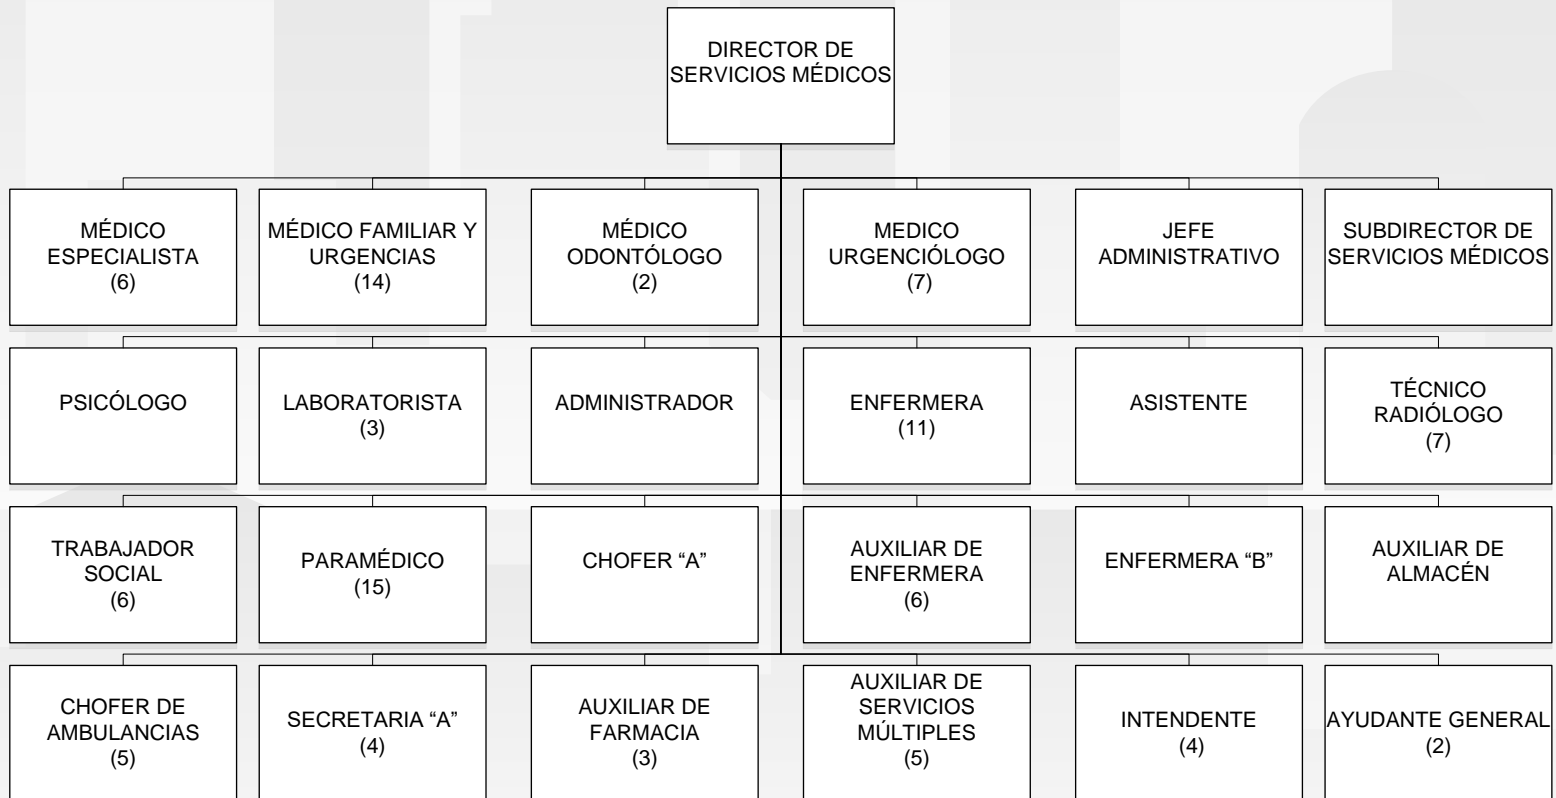 DIRECTOR DE
SERVICIOS MÉDICOS
MÉDICO
ESPECIALISTA
(6)
MÉDICO FAMILIAR Y
URGENCIAS
(14)
MÉDICO
ODONTÓLOGO
(2)
MEDICO
URGENCIÓLOGO
(7)
JEFE
ADMINISTRATIVO
SUBDIRECTOR DE
SERVICIOS MÉDICOS
PSICÓLOGO
LABORATORISTA
(3)
ADMINISTRADOR
ENFERMERA
(11)
ASISTENTE
TÉCNICO
RADIÓLOGO
(7)
TRABAJADOR
SOCIAL
(6)
PARAMÉDICO
(15)
CHOFER “A”
AUXILIAR DE
ENFERMERA
(6)
ENFERMERA “B”
AUXILIAR DE
ALMACÉN
CHOFER DE
AMBULANCIAS
(5)
SECRETARIA “A”
(4)
AUXILIAR DE
FARMACIA
(3)
AUXILIAR DE
SERVICIOS
MÚLTIPLES
(5)
INTENDENTE
(4)
AYUDANTE GENERAL
(2)